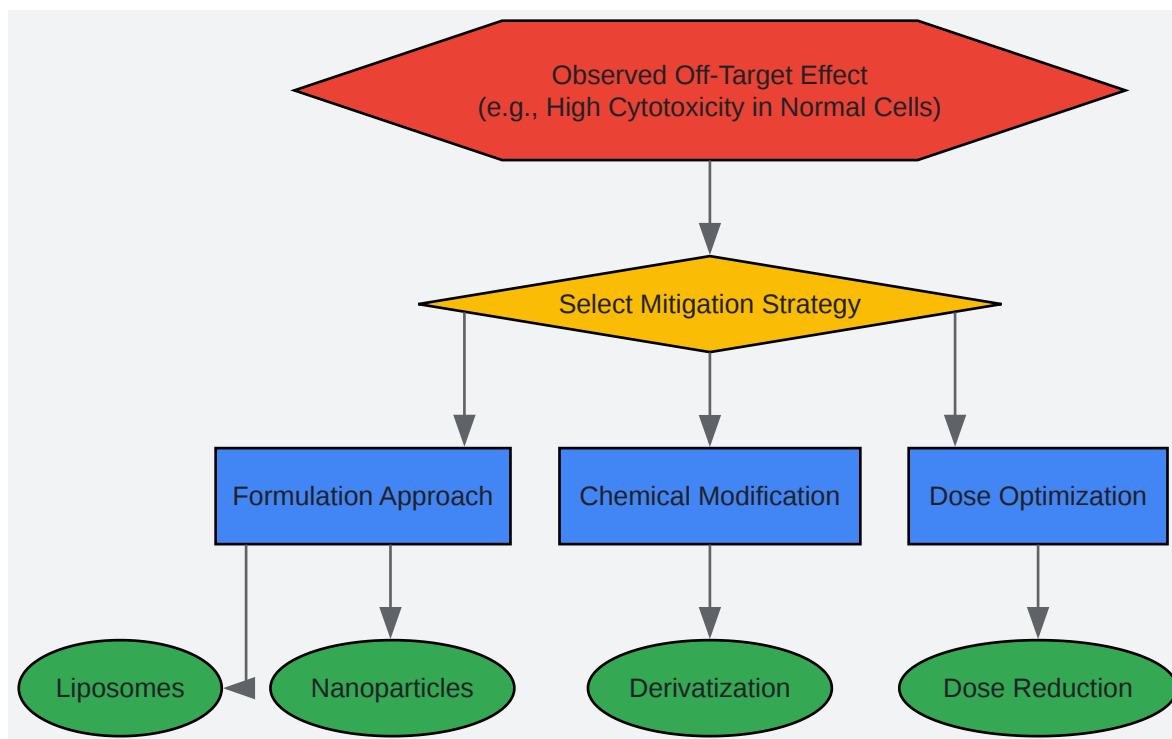 Observed Off-Target Effect
(e.g., High Cytotoxicity in Normal Cells)
Select Mitigation Strategy
Formulation Approach
Chemical Modification
Dose Optimization
Liposomes
Nanoparticles
Derivatization
Dose Reduction